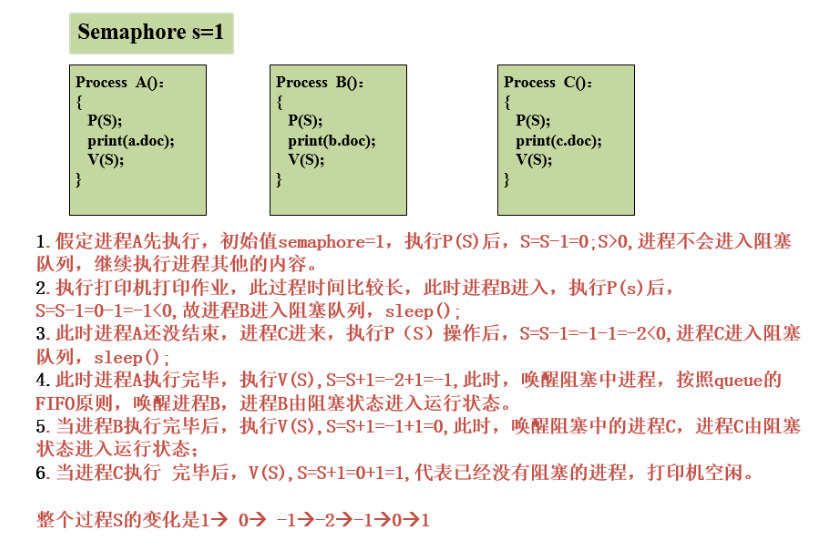 Semaphore s=1
Process A():
{
P(S);
print(a.doc);
V(S);
}
Process B():
{
P(S);
print(b.doc);
V(S);
}
Process C():
{
P(S);
print(c.doc);
V(S);
}
1. 假定进程A先执行，初始值semaphore=1，执行P(S)后，S=S-1=0;S>0,进程不会进入阻塞
队列，继续执行进程其他的内容。
2. 执行打印机打印作业，此过程时间比较长，此时进程B进入，执行P(s)后，
S=S-1=0-1=-1<0,故进程B进入阻塞队列，sleep();
3. 此时进程A还没结束，进程C进来，执行P（S）操作后，S=S-1=-1-1=-2<0,进程C进入阻塞
队列，sleep();
4. 此时进程A执行完毕，执行V(S),S=S+1=-2+1=-1,此时，唤醒阻塞中进程，按照queue的
FIFO原则，唤醒进程B，进程B由阻塞状态进入运行状态。
5. 当进程B执行完毕后，执行V(S),S=S+1=-1+1=0,此时，唤醒阻塞中的进程C，进程C由阻塞
状态进入运行状态；
6. 当进程C执行 完毕后，V(S),S=S+1=0+1=1,代表已经没有阻塞的进程，打印机空闲。
整个过程S的变化是1→ 0→ -1→-2→-1→0→1